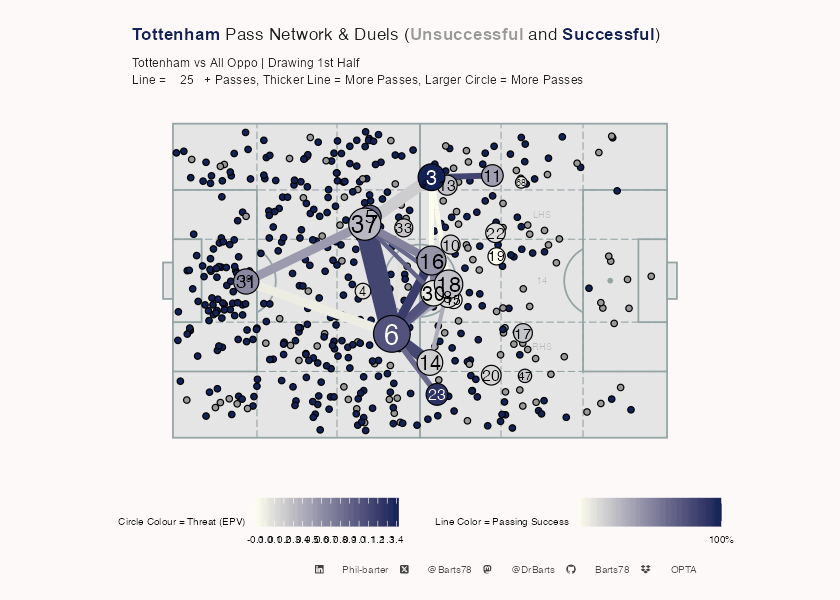 Tottenham Pass Network & Duels (Unsuccessful and Successful)
Tottenham vs All Oppo | Drawing 1st Half
Line = 25 + Passes, Thicker Line = More Passes, Larger Circle = More Passes
3
13
11
37
33
LHS
22
10
16
19
31
4
18
14
30
6
17
RHS
14
20
47
23
Circle Colour = Threat (EPV)
Line Color = Passing Success
100%
Phil-barter @Barts78 @DrBarts Barts78 OPTA